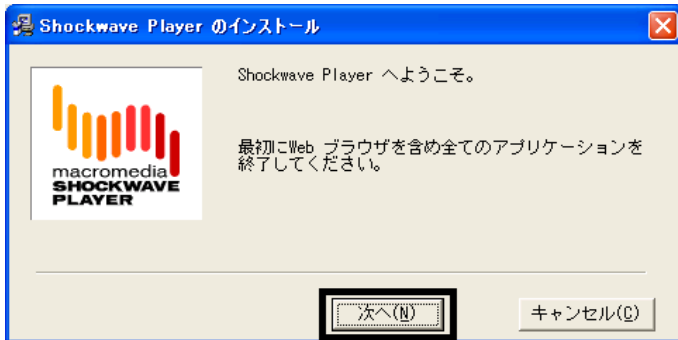 Shockwave Player のインストール
Shockwave Player へようこそ。
最初にWeb ブラウザを含め全てのアプリケーションを
終了してください。
macromedia
SHOCKWAVE
PLAYER
次へ(N)
キャンセル(C)